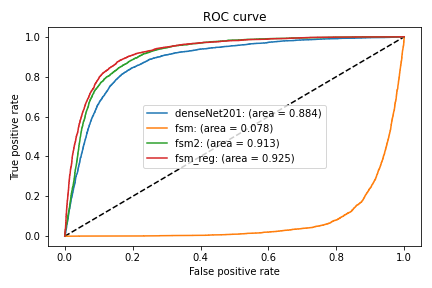 ROC curve
True positive rate
1.0
0.8
0.6
0.4
0.2
0.0
denseNet201: (area = 0.884)
fsm: (area = 0.078)
fsm2: (area = 0.913)
fsm_reg: (area = 0.925)
0.0 0.2 0.4 0.6 0.8 1.0
False positive rate